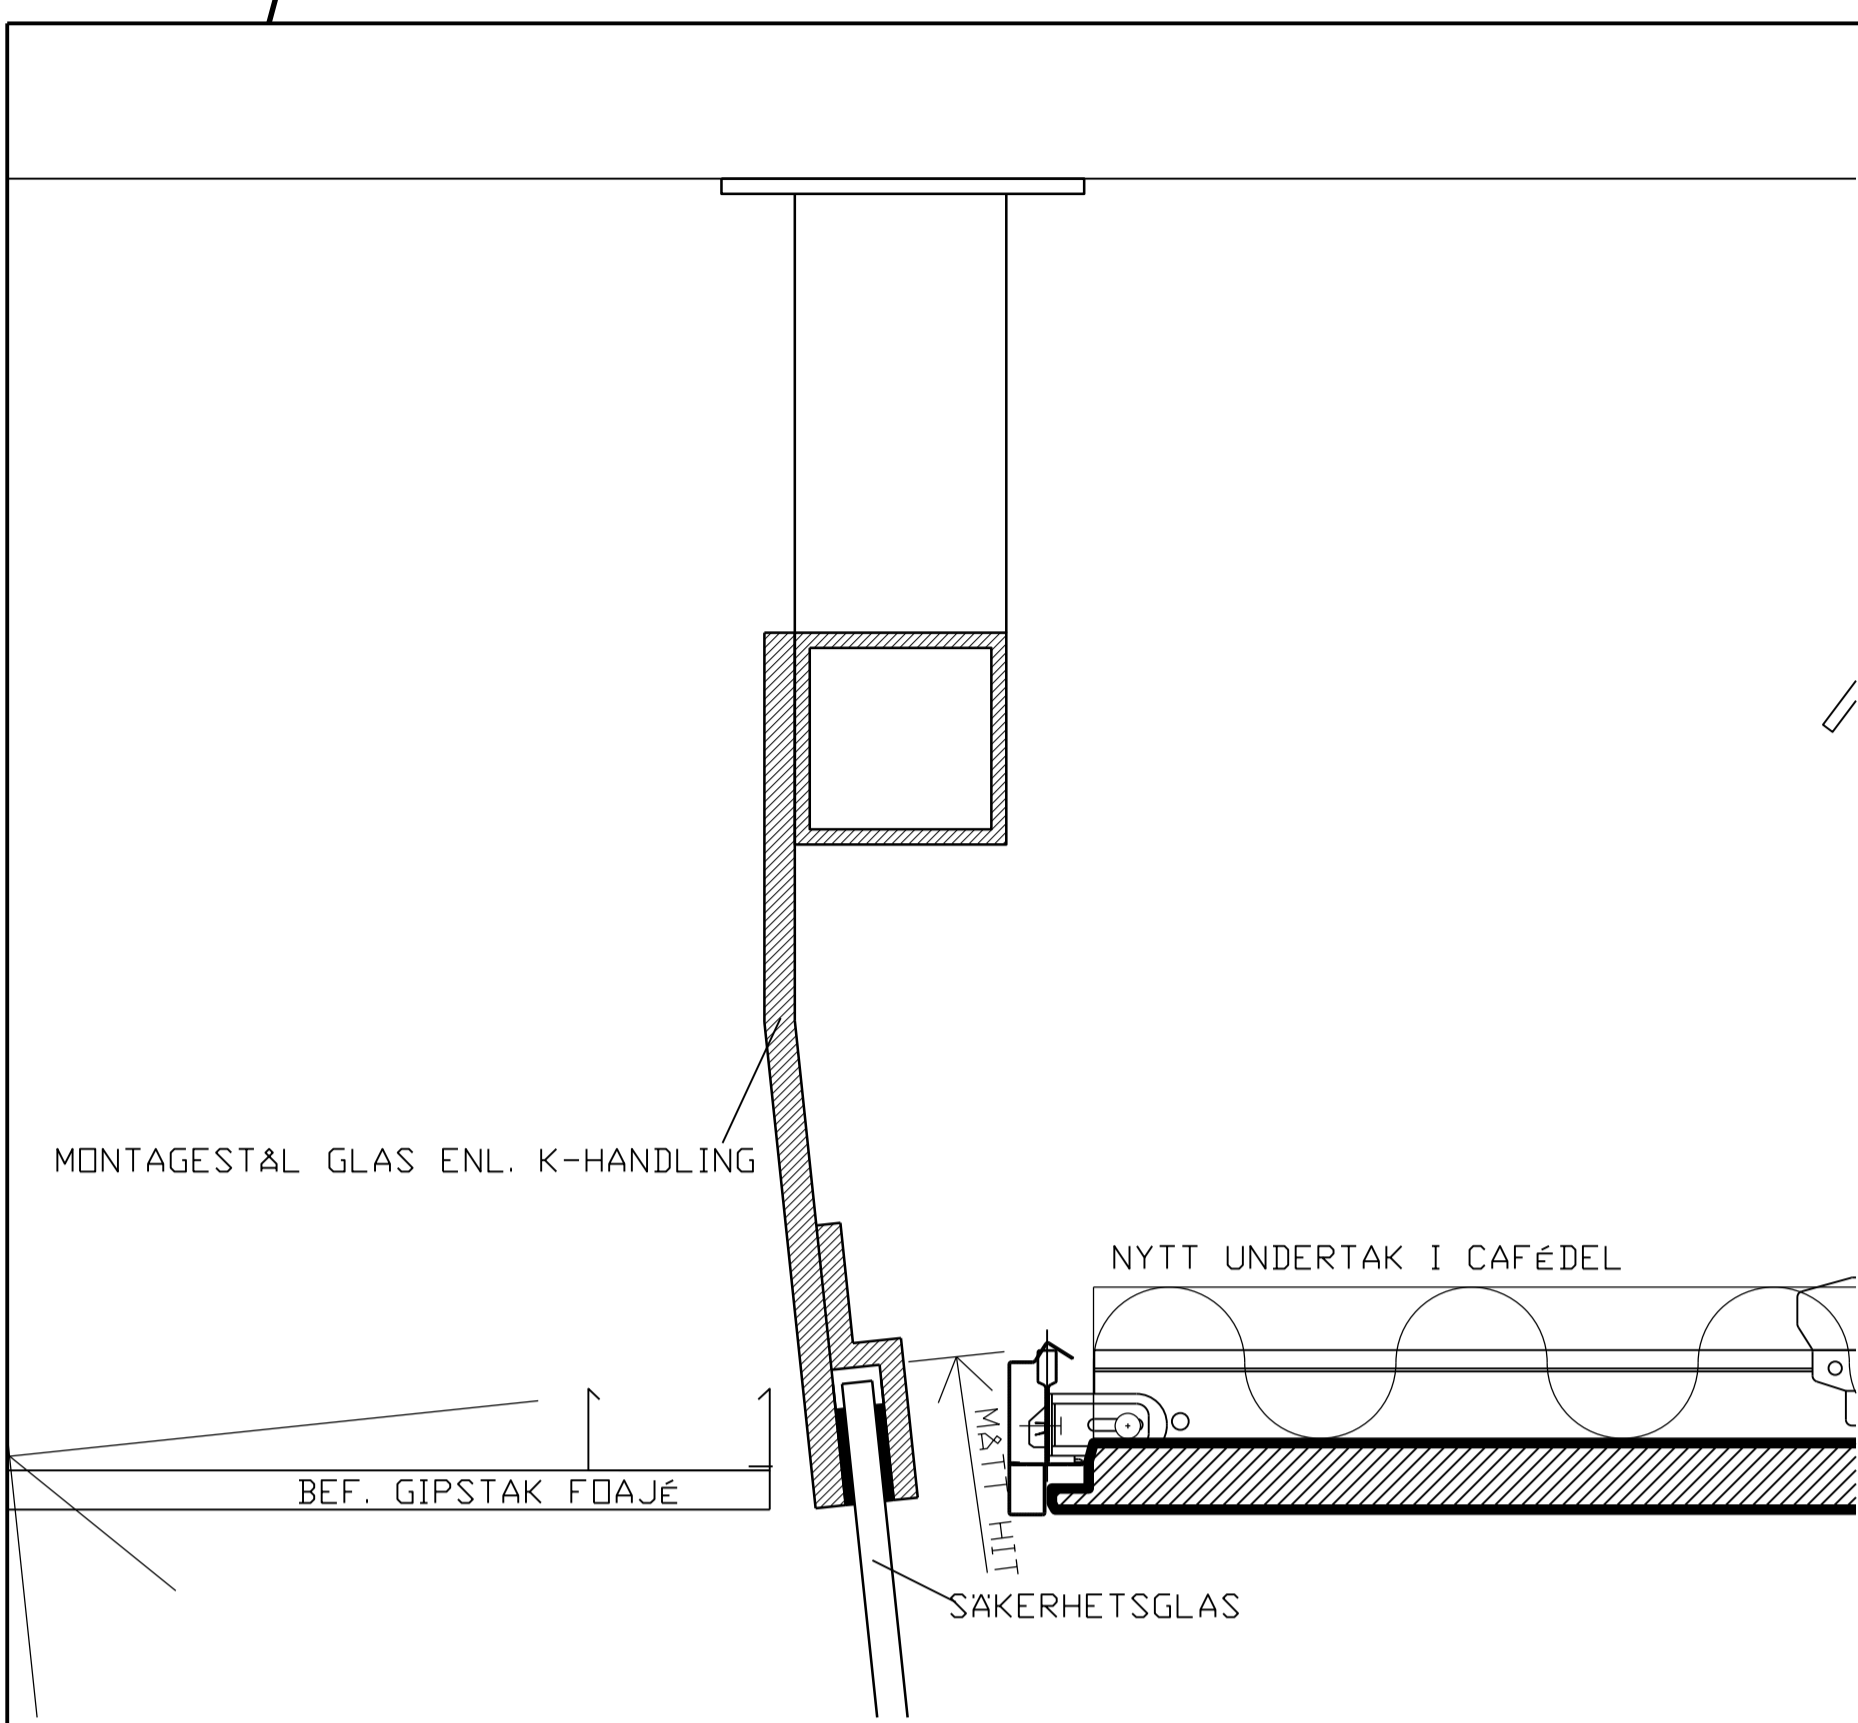 MONTAGESTÅL GLAS ENL. K-HANDLING
NYTT UNDERTAK I CAFéDEL
MÅTT HIT
BEF. GIPSTAK FOAJé
SÄKERHETSGLAS